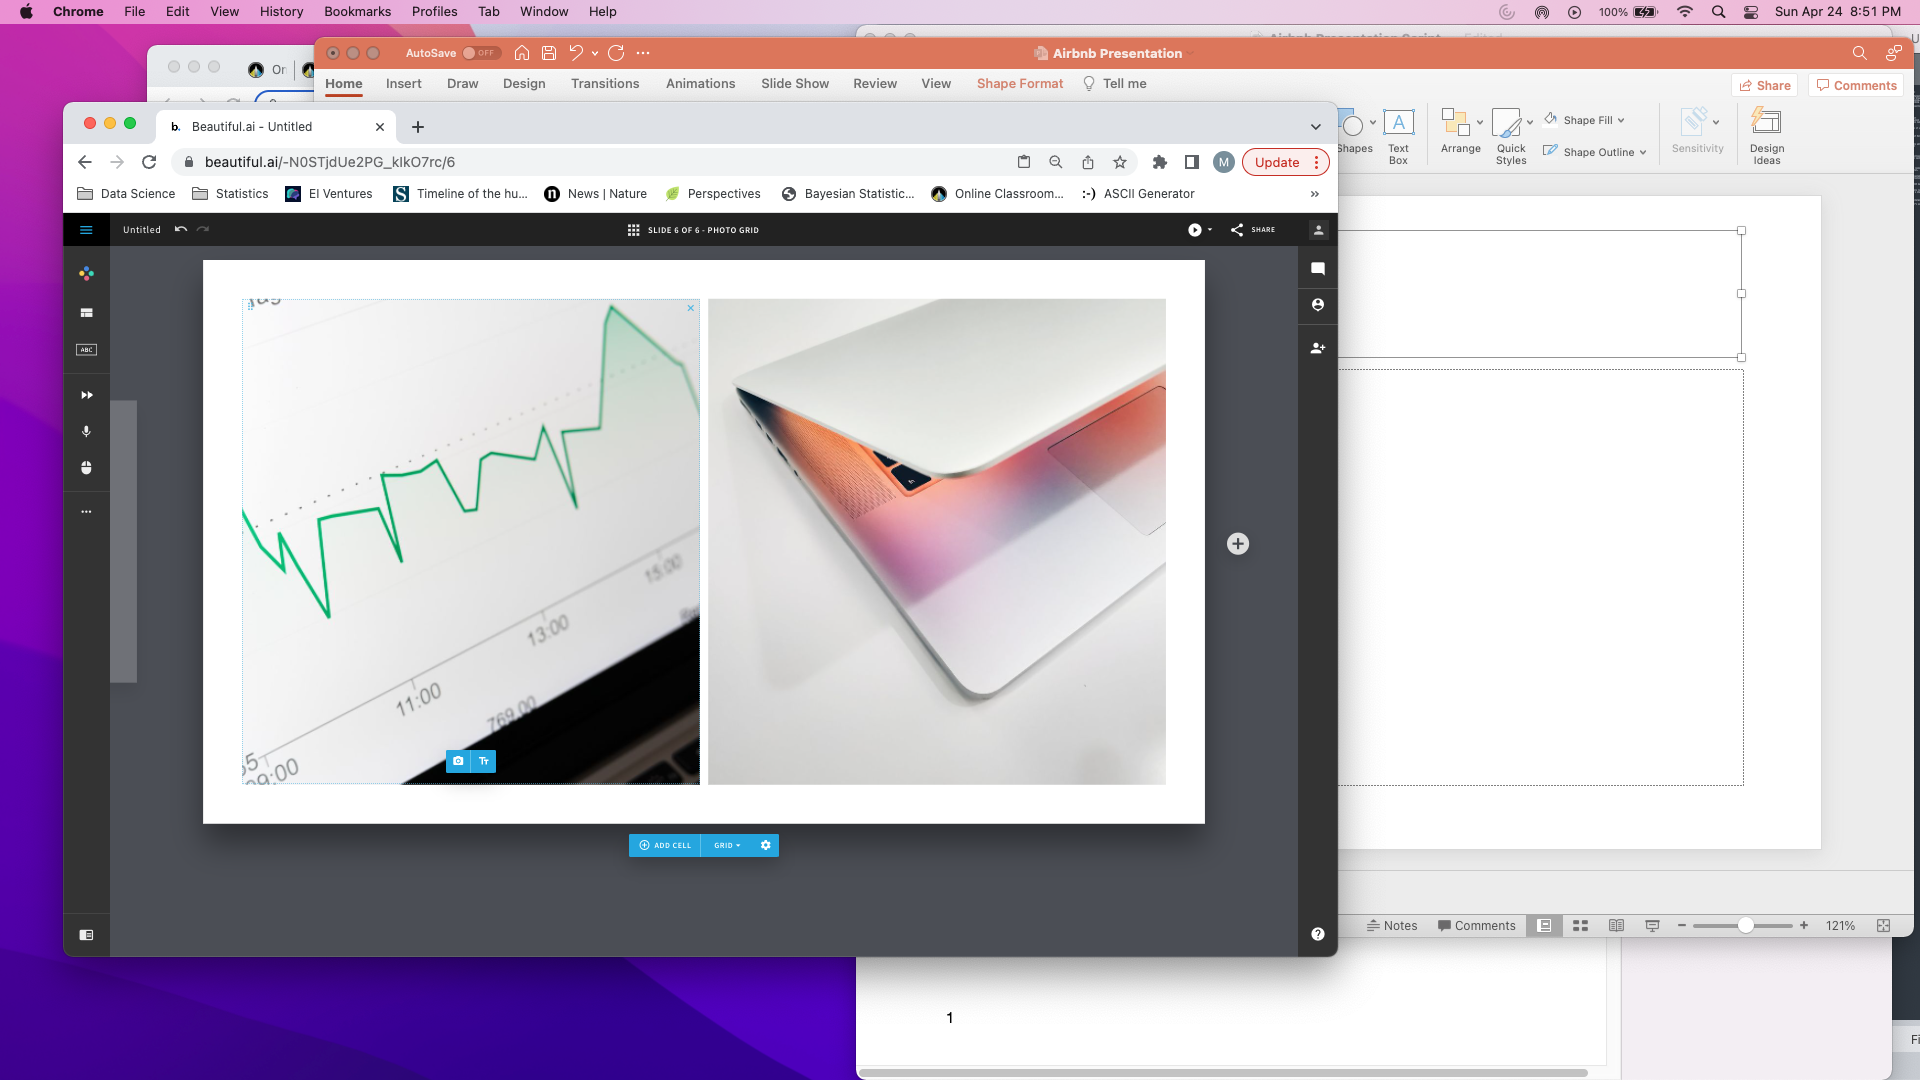 Chrome File Edit View History Bookmarks Profiles Tab Window Help
100% Sun Apr 24 8:51 PM
AutoSave OFF
Airbnb Presentation
Home Insert Draw Design Transitions Animations Slide Show Review View Shape Format Tell me
Share Comments
Shapes
Text Box
Arrange
Quick Styles
Shape Fill
Shape Outline
Sensitivity
Design Ideas
b. Beautiful.ai - Untitled
beautiful.ai/-N0STjdUe2PG_kIkO7rc/6
M Update
Data Science Statistics EI Ventures Timeline of the hu... News | Nature Perspectives Bayesian Statistic... Online Classroom... :-) ASCII Generator »
Untitled
SLIDE 6 OF 6 - PHOTO GRID
SHARE
ABC
15:00
13:00
11:00
769.00
09:00
ADD CELL GRID
Notes Comments 121%
1